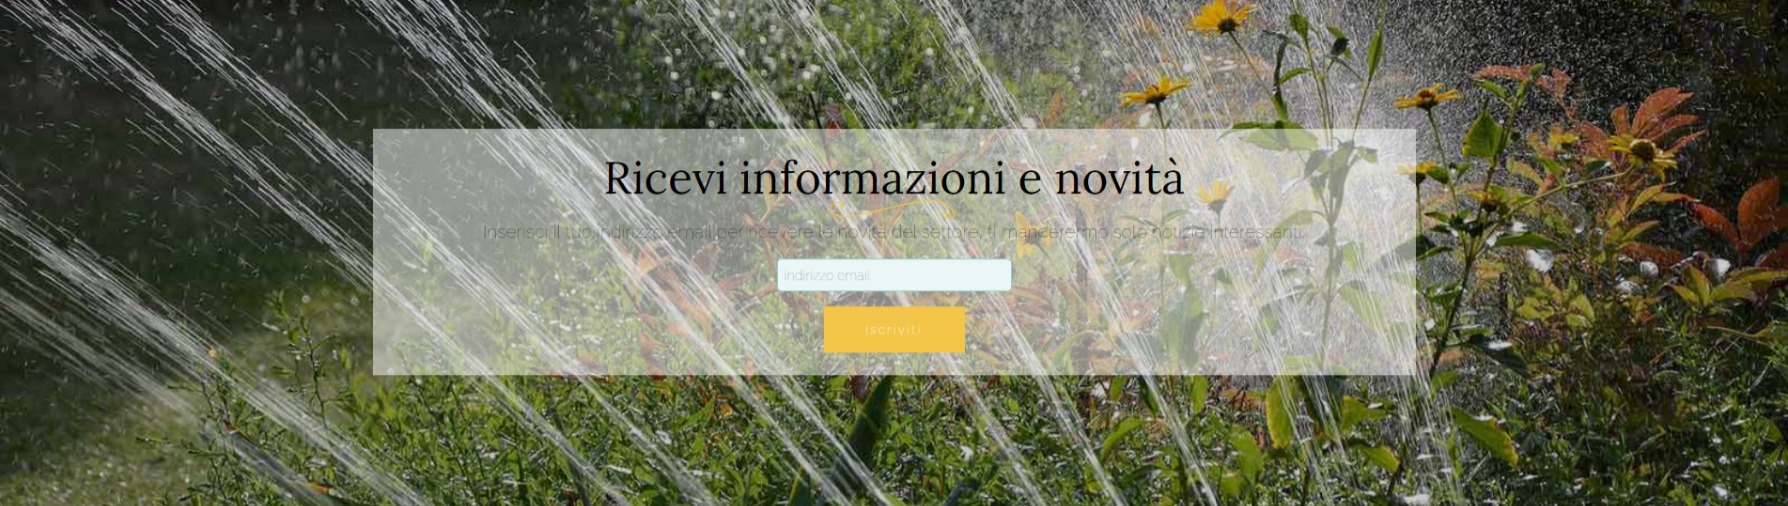 Ricevi informazioni e novità
Inserisci il tuo indirizzo email per ricevere le novità del settore, ti manderemo solo notizie interessanti.
indirizzo email
Iscriviti